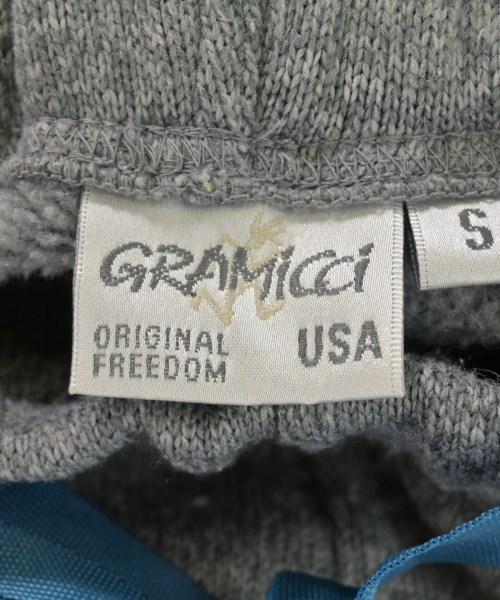 GRAMiCCi
ORIGINAL
FREEDOM
USA
S